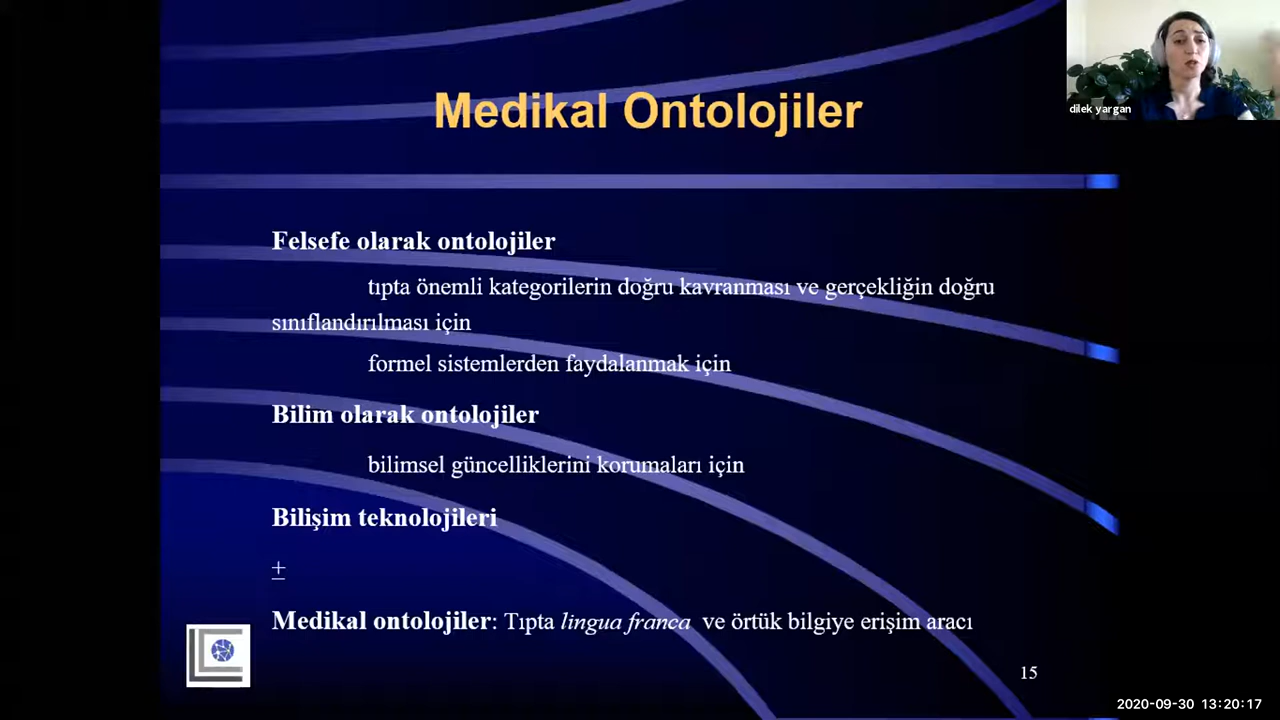 dilek yargan
Medikal Ontolojiler
Felsefe olarak ontolojiler
tıpta önemli kategorilerin doğru kavranması ve gerçekliğin doğru
sınıflandırılması için
formel sistemlerden faydalanmak için
Bilim olarak ontolojiler
bilimsel güncelliklerini korumaları için
Bilişim teknolojileri
+
Medikal ontolojiler: Tıpta lingua franca ve örtük bilgiye erişim aracı
15
2020-09-30 13:20:17